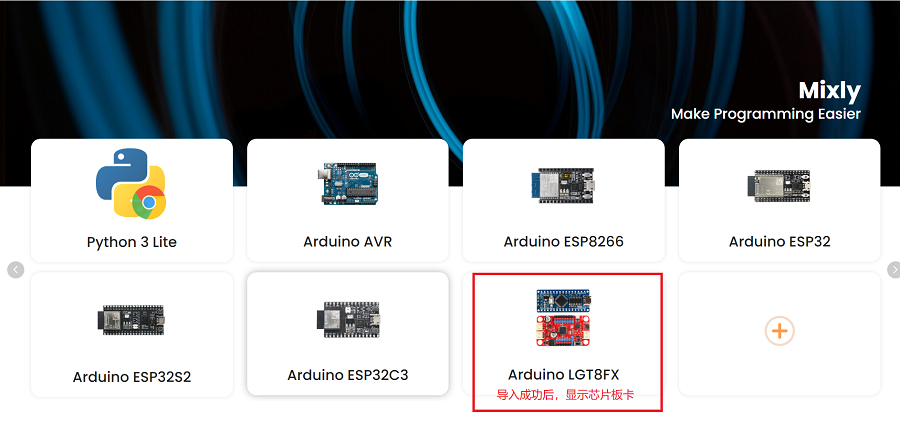 Mixly
Make Programming Easier
Python 3 Lite
Arduino AVR
Arduino ESP8266
Arduino ESP32
Arduino ESP32S2
Arduino ESP32C3
Arduino LGT8FX
导入成功后，显示芯片板卡